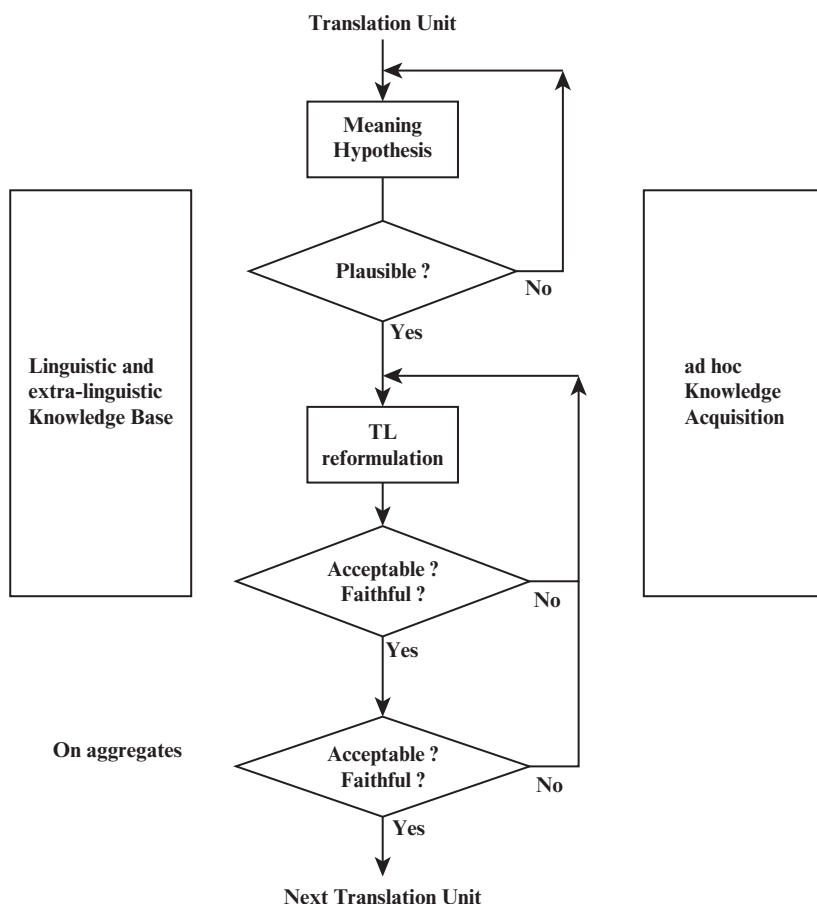 Translation Unit
Meaning
Hypothesis
Plausible ?
No
Yes
Linguistic and
extra-linguistic
Knowledge Base
ad hoc
Knowledge
Acquisition
TL
reformulation
Acceptable ?
Faithful ?
No
Yes
On aggregates
Acceptable ?
Faithful ?
No
Yes
Next Translation Unit